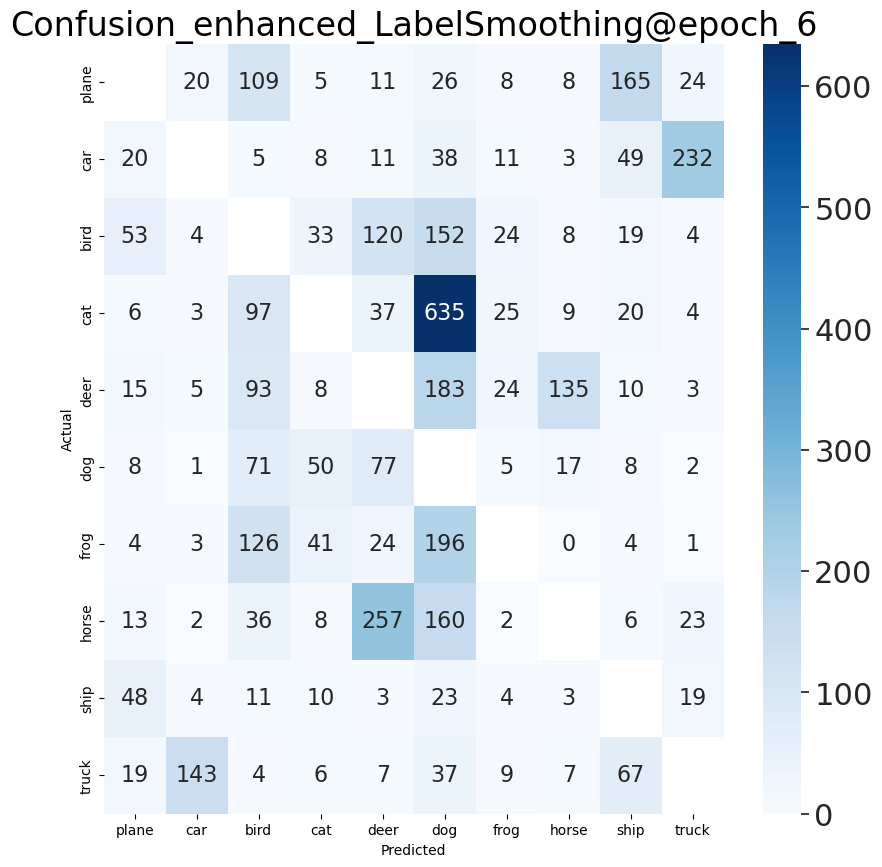 Confusion_enhanced_LabelSmoothing@epoch_6
plane 20 109 5 11 26 8 8 165 24
car 20 5 8 11 38 11 3 49 232
bird 53 4 33 120 152 24 8 19 4
cat 6 3 97 37 635 25 9 20 4
deer 15 5 93 8 183 24 135 10 3
dog 8 1 71 50 77 5 17 8 2
frog 4 3 126 41 24 196 0 4 1
horse 13 2 36 8 257 160 2 6 23
ship 48 4 11 10 3 23 4 3 19
truck 19 143 4 6 7 37 9 7 67
Actual
plane car bird cat deer dog frog horse ship truck
Predicted
600
500
400
300
200
100
0